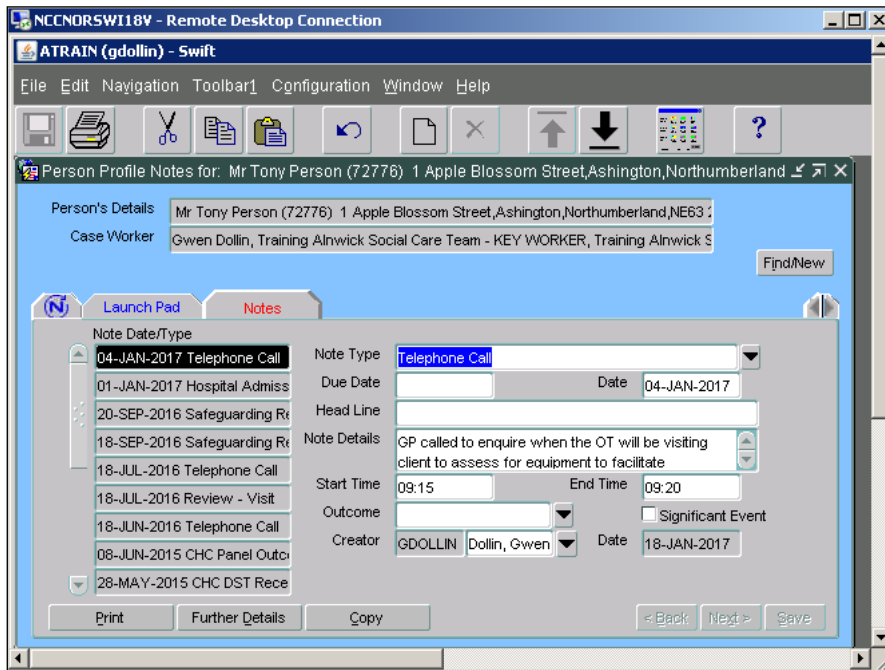 NCCNORSWI18V - Remote Desktop Connection
ATRAIN (gdollin) - Swift
File Edit Navigation Toolbar1 Configuration Window Help
?
Person Profile Notes for: Mr Tony Person (72776) 1 Apple Blossom Street,Ashington,Northumberland
Person's Details Mr Tony Person (72776) 1 Apple Blossom Street,Ashington,Northumberland,NE63
Case Worker Gwen Dollin, Training Alnwick Social Care Team - KEY WORKER, Training Alnwick S
Find/New
N Launch Pad Notes
Note Date/Type
04-JAN-2017 Telephone Call Note Type Telephone Call
01-JAN-2017 Hospital Admiss Due Date Date 04-JAN-2017
20-SEP-2016 Safeguarding Re Head Line
18-SEP-2016 Safeguarding Re Note Details GP called to enquire when the OT will be visiting
client to assess for equipment to facilitate
18-JUL-2016 Telephone Call
18-JUL-2016 Review - Visit Start Time 09:15 End Time 09:20
18-JUN-2016 Telephone Call Outcome Significant Event
08-JUN-2015 CHC Panel Outc Creator GDOLLIN Dollin, Gwen Date 18-JAN-2017
28-MAY-2015 CHC DST Rece
Print Further Details Copy < Back Next > Save